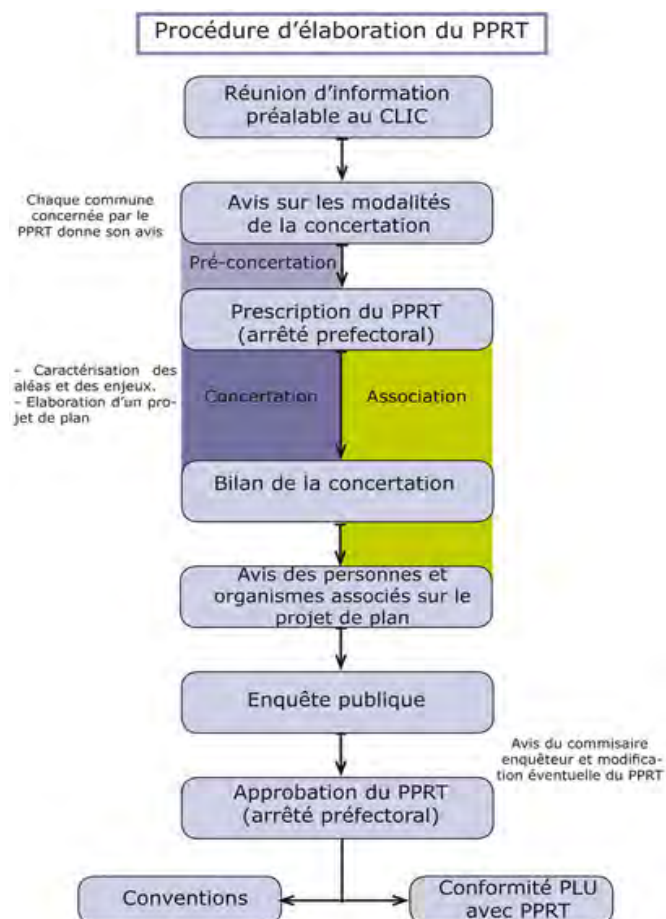 Procédure d'élaboration du PPRT
Réunion d'information
préalable au CLIC
Chaque commune
concernée par le
PPRT donne son avis
Avis sur les modalités
de la concertation
Pré-concertation
Prescription du PPRT
(arrêté prefectoral)
- Caractérisation des
aléas et des enjeux.
- Elaboration d'un pro-
jet de plan
Concertation
Association
Bilan de la concertation
Avis des personnes et
organismes associés sur le
projet de plan
Enquête publique
Avis du commisaire
enquêteur et modific-
ation éventuelle du PPRT
Approbation du PPRT
(arrêté préfectoral)
Conventions
Conformité PLU
avec PPRT